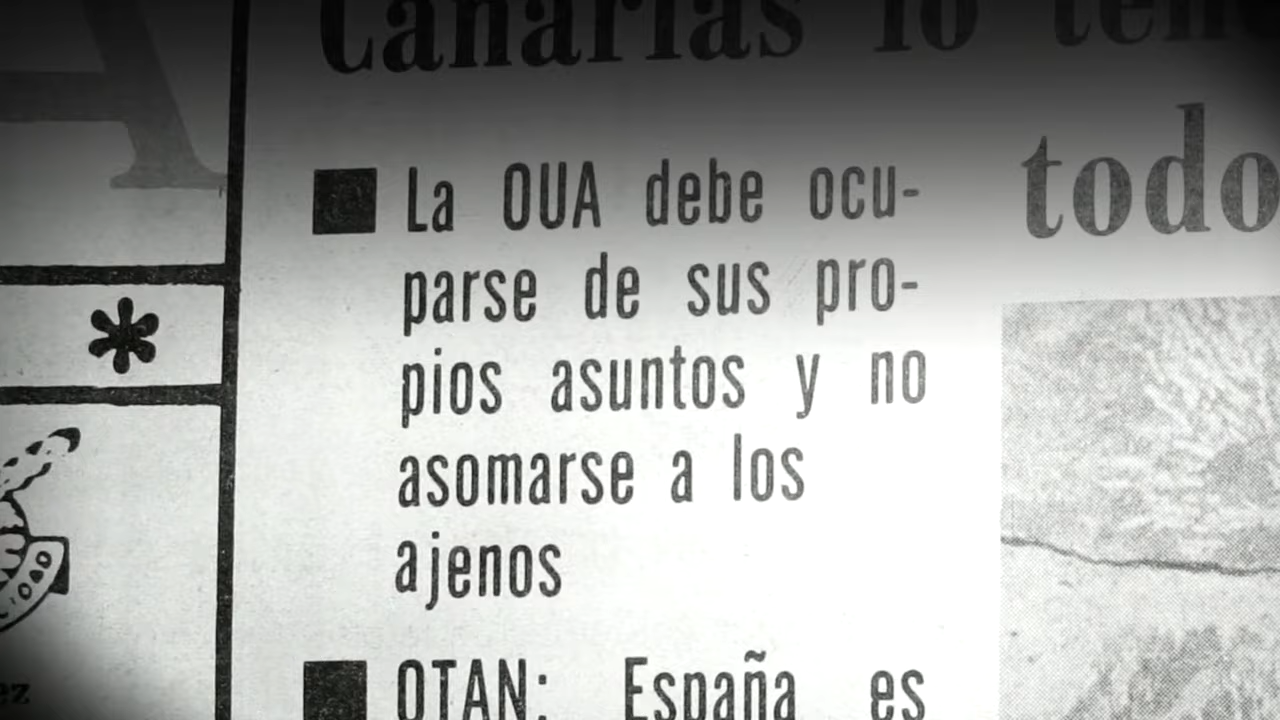 Canarias lo tene
todo
La OUA debe ocu-
parse de sus pro-
pios asuntos y no
asomarse a los
ajenos
OTAN: España es